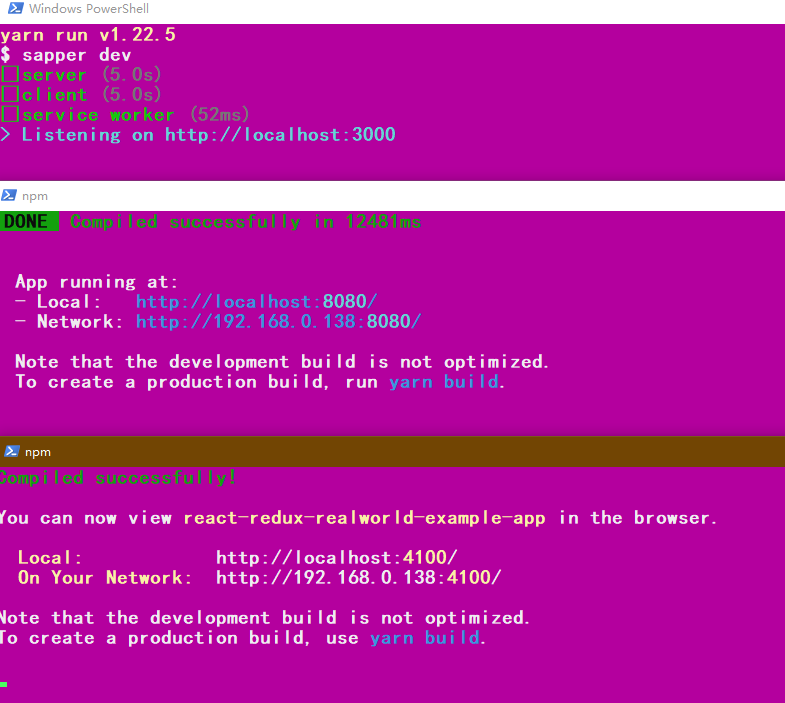 Windows PowerShell
yarn run v1.22.5
$ sapper dev
server (5.0s)
client (5.0s)
service worker (52ms)
> Listening on http://localhost:3000
npm
DONE Compiled successfully in 12481ms
App running at:
- Local: http://localhost:8080/
- Network: http://192.168.0.138:8080/
Note that the development build is not optimized.
To create a production build, run yarn build.
npm
Compiled successfully!
You can now view react-redux-realworld-example-app in the browser.
Local: http://localhost:4100/
On Your Network: http://192.168.0.138:4100/
Note that the development build is not optimized.
To create a production build, use yarn build.